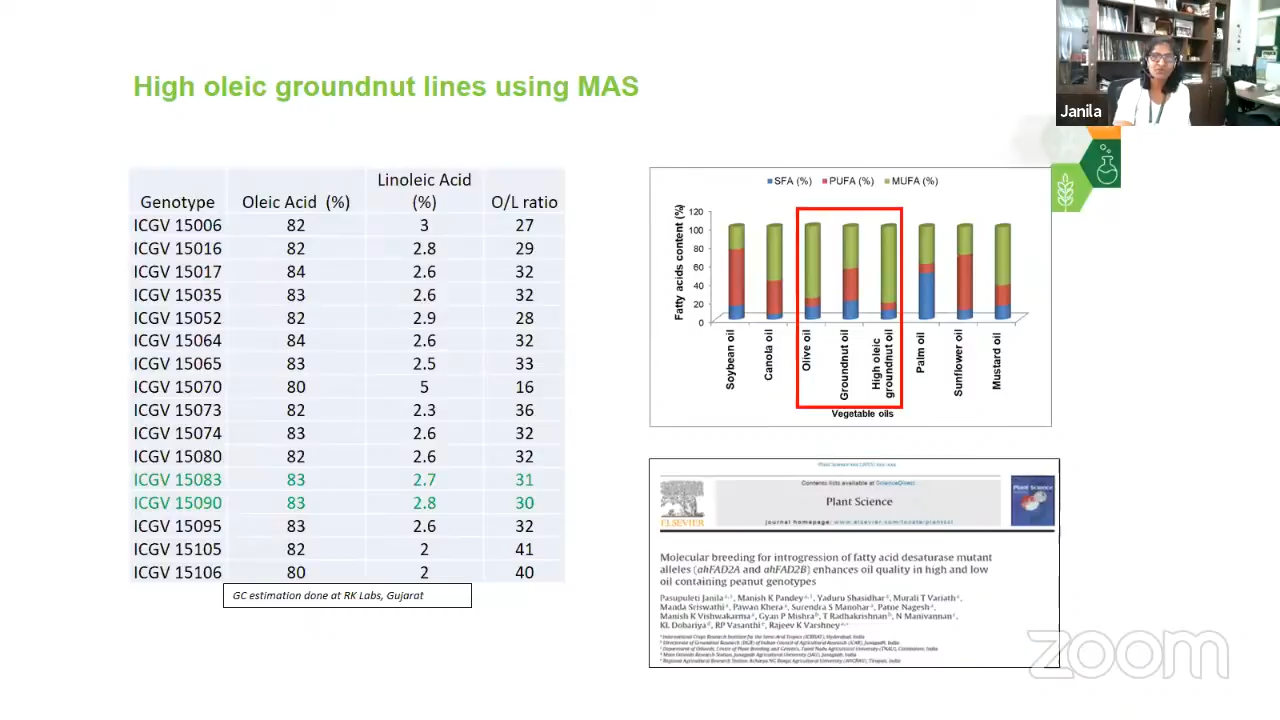 High oleic groundnut lines using MAS
Janila
Genotype Oleic Acid (%) Linoleic Acid (%) O/L ratio
ICGV 15006 82 3 27
ICGV 15016 82 2.8 29
ICGV 15017 84 2.6 32
ICGV 15035 83 2.6 32
ICGV 15052 82 2.9 28
ICGV 15064 84 2.6 32
ICGV 15065 83 2.5 33
ICGV 15070 80 5 16
ICGV 15073 82 2.3 36
ICGV 15074 83 2.6 32
ICGV 15080 82 2.6 32
ICGV 15083 83 2.7 31
ICGV 15090 83 2.8 30
ICGV 15095 83 2.6 32
ICGV 15105 82 2 41
ICGV 15106 80 2 40
GC estimation done at RK Labs, Gujarat
SFA (%) PUFA (%) MUFA (%)
Fatty acids content (%)
120
100
80
60
40
20
0
Soybean oil
Canola oil
Olive oil
Groundnut oil
High oleic
groundnut oil
Palm oil
Sunflower oil
Mustard oil
Vegetable oils
Contents lists available at ScienceDirect
Plant Science
journal homepage: www.elsevier.com/locate/plantsci
ELSEVIER
Plant Science
Molecular breeding for introgression of fatty acid desaturase mutant
alleles (ahFAD2A and ahFAD2B) enhances oil quality in high and low
oil containing peanut genotypes
Pasupuleti Janila, Manish K Pandey, Yaduru Shasidhar, Murali T Variath,
Manda Sriswathi, Pawan Khera, Surendra S Manohar, Patne Nagesh,
Manish K Vishwakarma, Gyan P Mishra, T Radhakrishnan, N Manivannan,
KL Dobariya, RP Vasanthi, Rajeev K Varshney
zoom